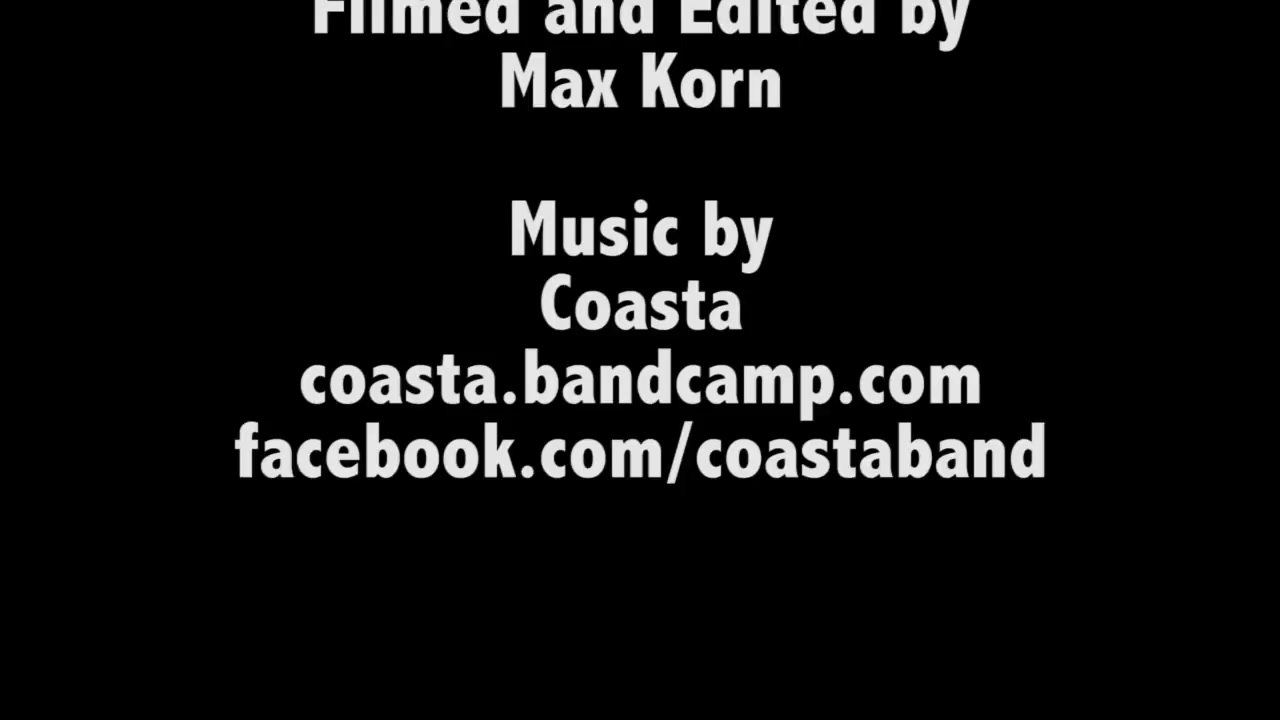 Filmed and Edited by
Max Korn
Music by
Coasta
coasta.bandcamp.com
facebook.com/coastaband